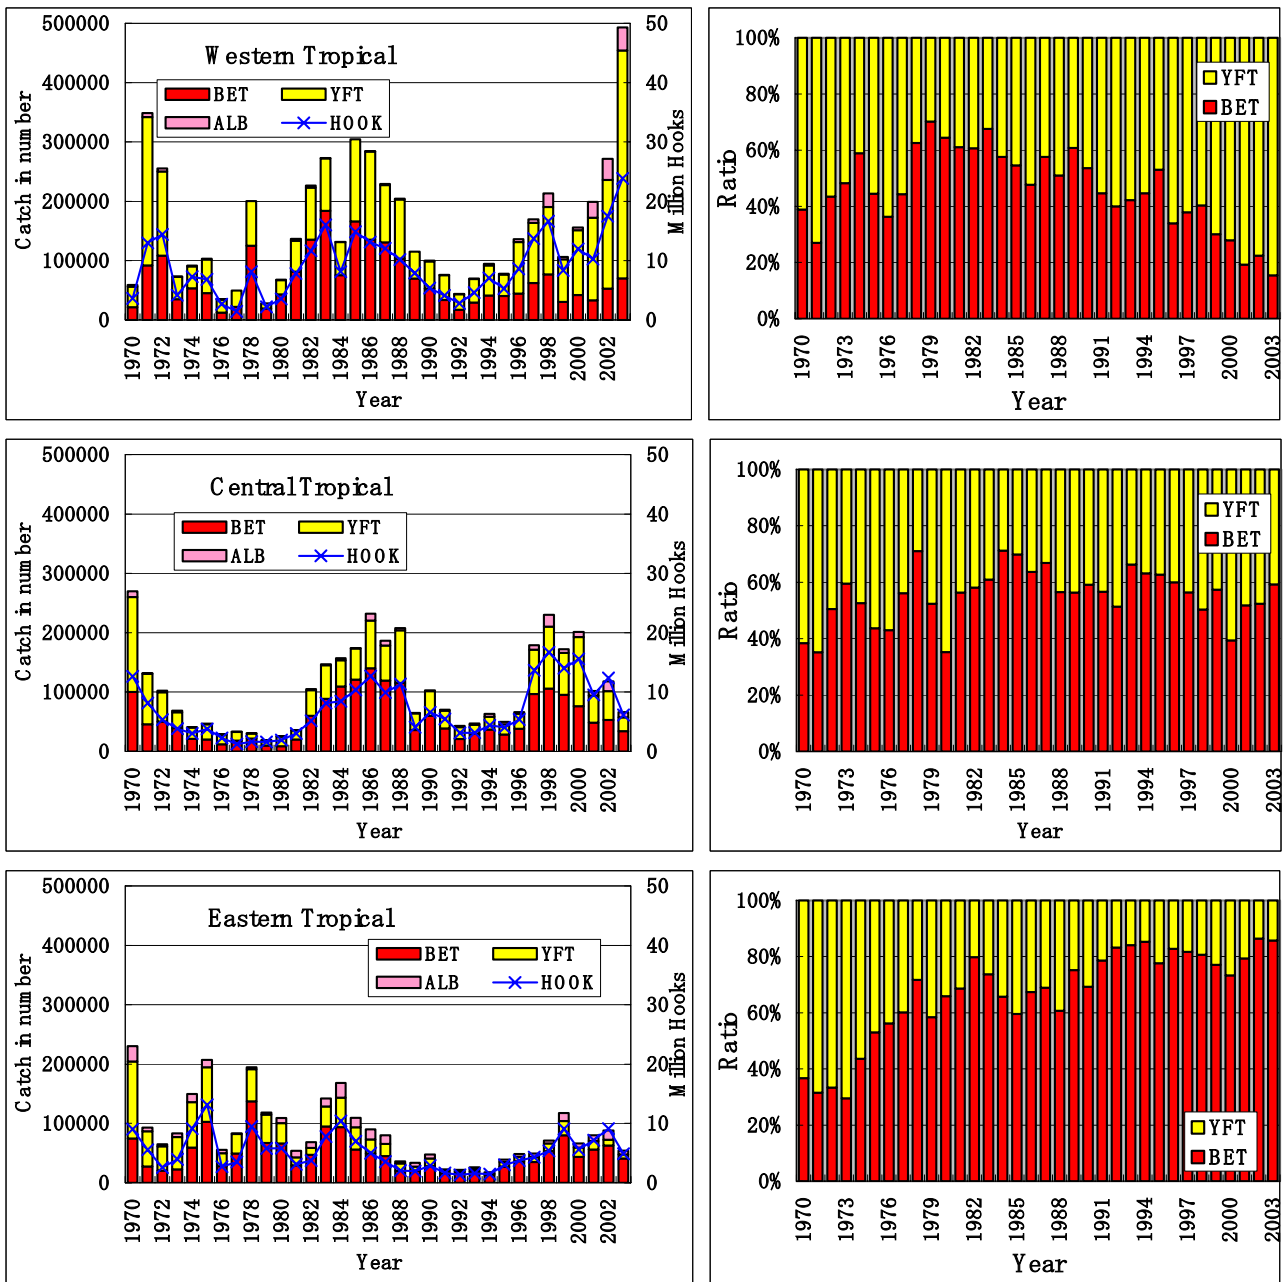 Western Tropical
BET YFT
ALB HOOK
Catch in number
500000
400000
300000
200000
100000
0
50
40
30
20
10
0
Million Hooks
1970 1972 1974 1976 1978 1980 1982 1984 1986 1988 1990 1992 1994 1996 1998 2000 2002
Year
YFT
BET
Ratio
100%
80%
60%
40%
20%
0%
1970 1973 1976 1979 1982 1985 1988 1991 1994 1997 2000 2003
Year
Central Tropical
BET YFT
ALB HOOK
Catch in number
500000
400000
300000
200000
100000
0
50
40
30
20
10
0
Million Hooks
1970 1972 1974 1976 1978 1980 1982 1984 1986 1988 1990 1992 1994 1996 1998 2000 2002
Year
YFT
BET
Ratio
100%
80%
60%
40%
20%
0%
1970 1973 1976 1979 1982 1985 1988 1991 1994 1997 2000 2003
Year
Eastern Tropical
BET YFT
ALB HOOK
Catch in number
500000
400000
300000
200000
100000
0
50
40
30
20
10
0
Million Hooks
1970 1972 1974 1976 1978 1980 1982 1984 1986 1988 1990 1992 1994 1996 1998 2000 2002
Year
YFT
BET
Ratio
100%
80%
60%
40%
20%
0%
1970 1973 1976 1979 1982 1985 1988 1991 1994 1997 2000 2003
Year